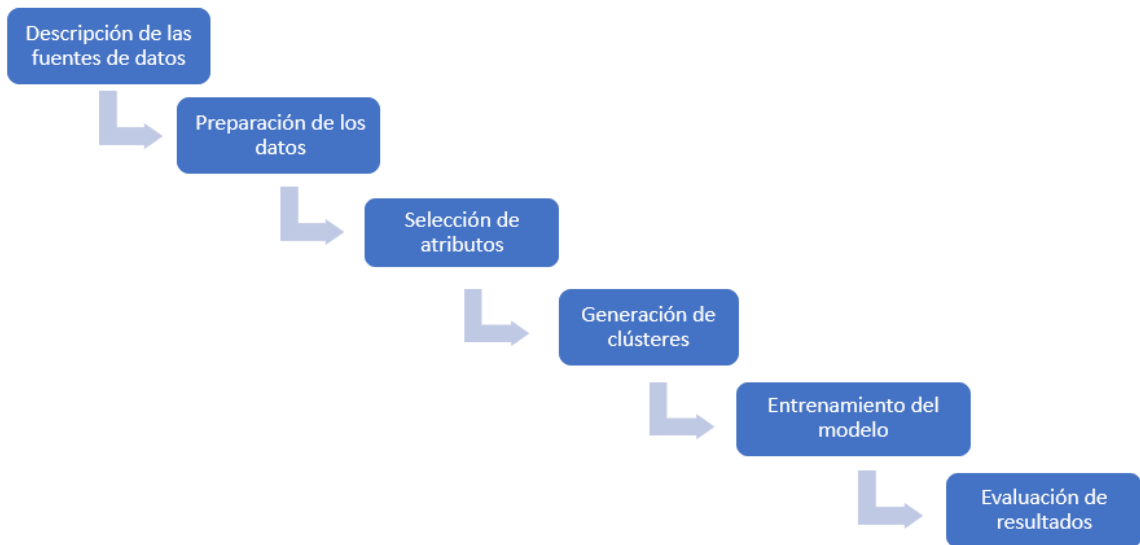 Descripción de las
fuentes de datos
Preparación de los
datos
Selección de
atributos
Generación de
clústeres
Entrenamiento del
modelo
Evaluación de
resultados